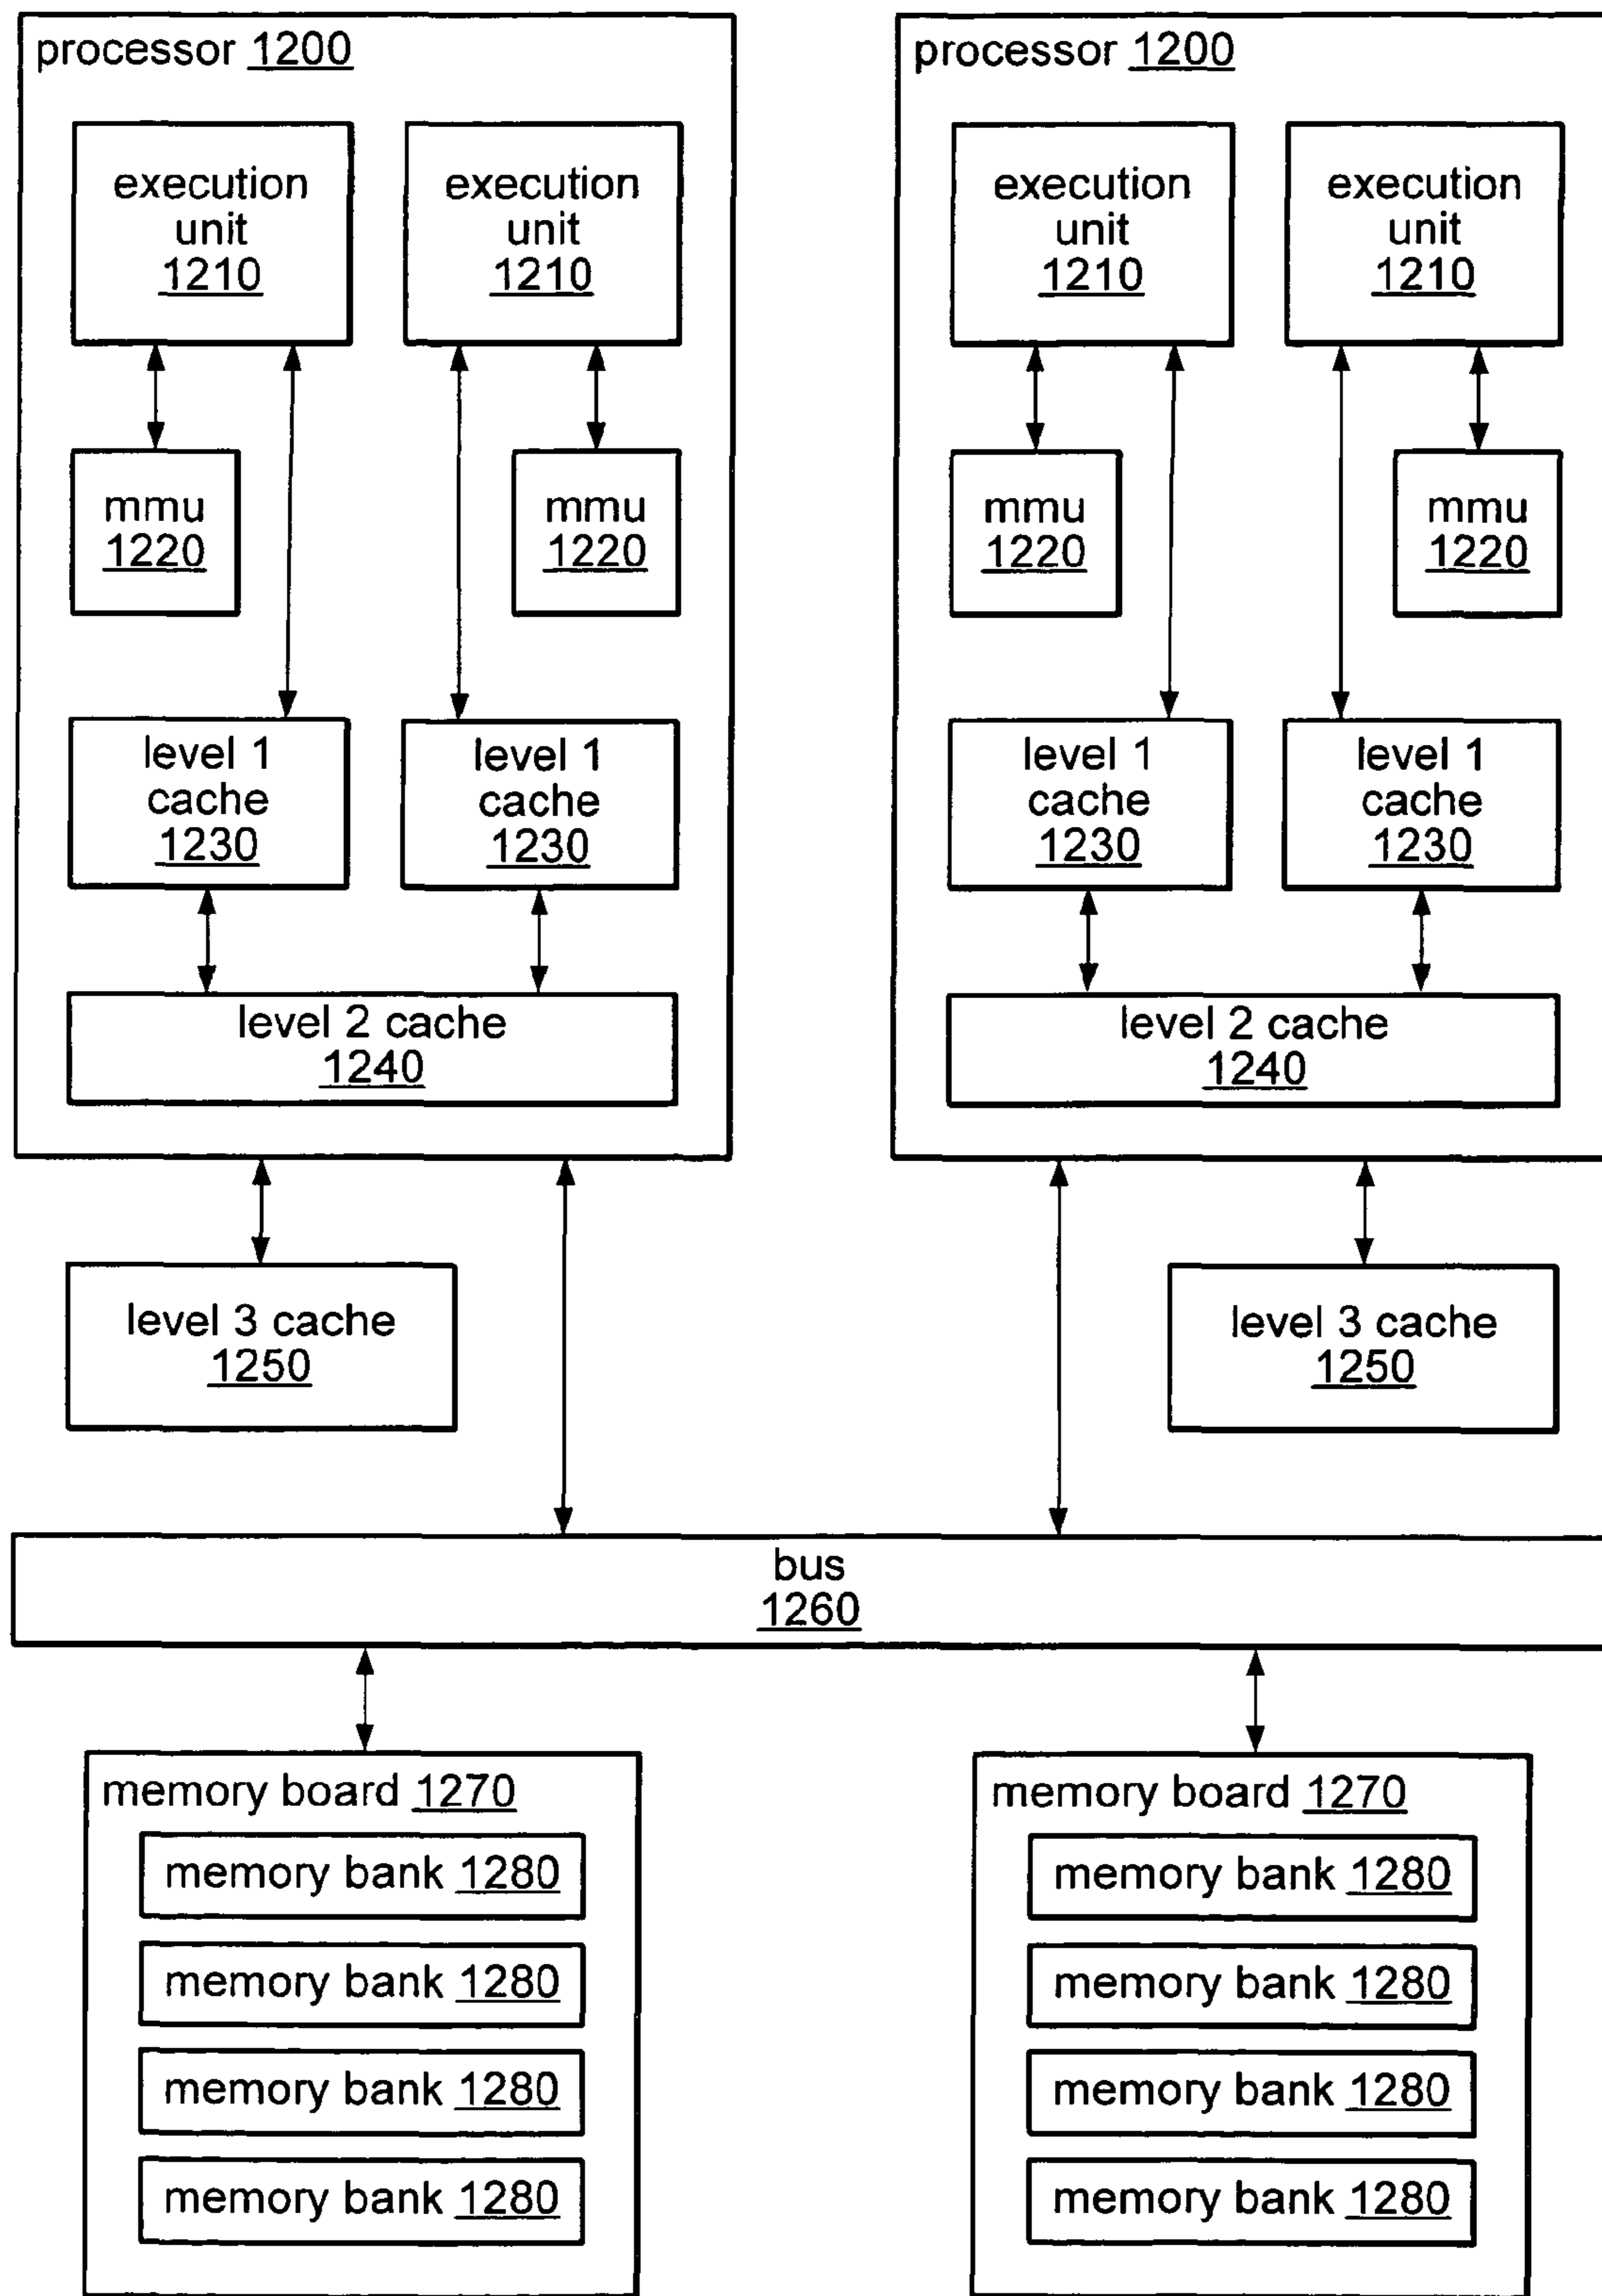 processor 1200
execution
unit
1210
execution
unit
1210
mmu
1220
mmu
1220
level 1
cache
1230
level 1
cache
1230
level 2 cache
1240
processor 1200
execution
unit
1210
execution
unit
1210
mmu
1220
mmu
1220
level 1
cache
1230
level 1
cache
1230
level 2 cache
1240
level 3 cache
1250
level 3 cache
1250
bus
1260
memory board 1270
memory bank 1280
memory bank 1280
memory bank 1280
memory bank 1280
memory board 1270
memory bank 1280
memory bank 1280
memory bank 1280
memory bank 1280